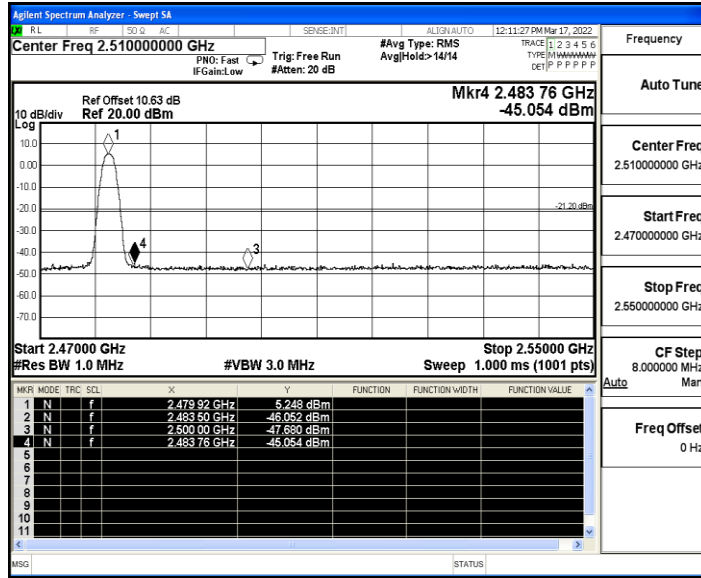 Agilent Spectrum Analyzer - Swept SA
RL RF 50 Ω AC SENSE:INT ALIGN AUTO 12:11:27 PM Mar 17, 2022
Center Freq 2.510000000 GHz
PNO: Fast
IFGain:Low
Trig: Free Run
#Atten: 20 dB
#Avg Type: RMS
Avg|Hold:>14/14
TRACE 1 2 3 4 5 6
TYPE M
DET P P P P P P
Ref Offset 10.63 dB
10 dB/div Ref 20.00 dBm
Log
Mkr4 2.483 76 GHz
-45.054 dBm
10.0
0.00
-10.0
-20.0
-30.0
-40.0
-50.0
-60.0
-70.0
1
4
3
-21.20 dBm
Start 2.47000 GHz Stop 2.55000 GHz
#Res BW 1.0 MHz #VBW 3.0 MHz Sweep 1.000 ms (1001 pts)
MKR MODE TRC SCL X Y FUNCTION FUNCTION WIDTH FUNCTION VALUE
1 N f 2.479 92 GHz 5.248 dBm
2 N f 2.483 50 GHz -46.052 dBm
3 N f 2.500 00 GHz -47.680 dBm
4 N f 2.483 76 GHz -45.054 dBm
5
6
7
8
9
10
11
MSG STATUS
Frequency
Auto Tune
Center Freq
2.510000000 GHz
Start Freq
2.470000000 GHz
Stop Freq
2.550000000 GHz
CF Step
8.000000 MHz
Auto Man
Freq Offset
0 Hz